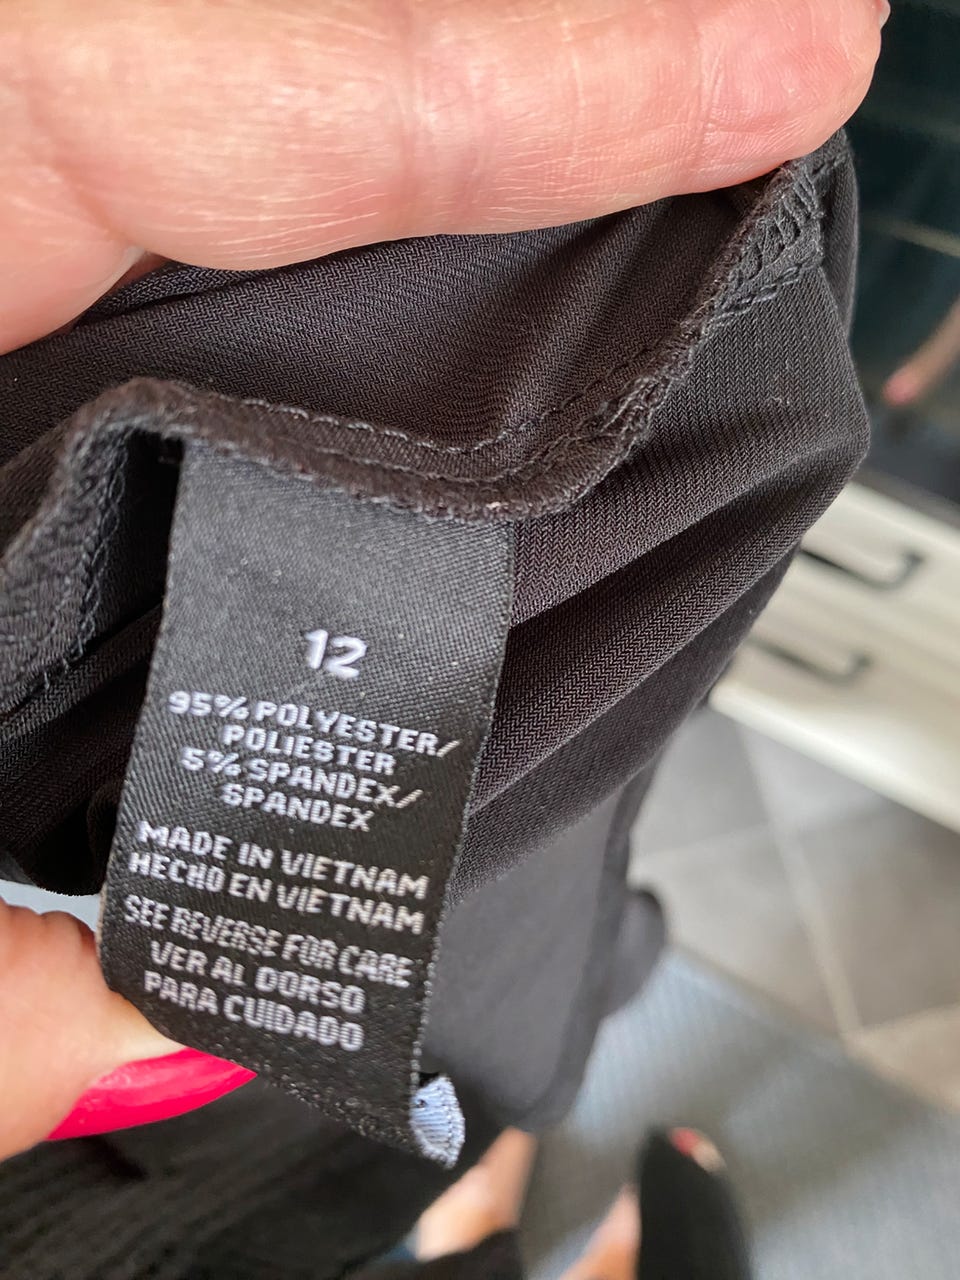 12
95% POLYESTER/
POLIESTER
5% SPANDEX/
SPANDEX
MADE IN VIETNAM
HECHO EN VIETNAM
SEE REVERSE FOR CARE
VER AL DORSO
PARA CUIDADO